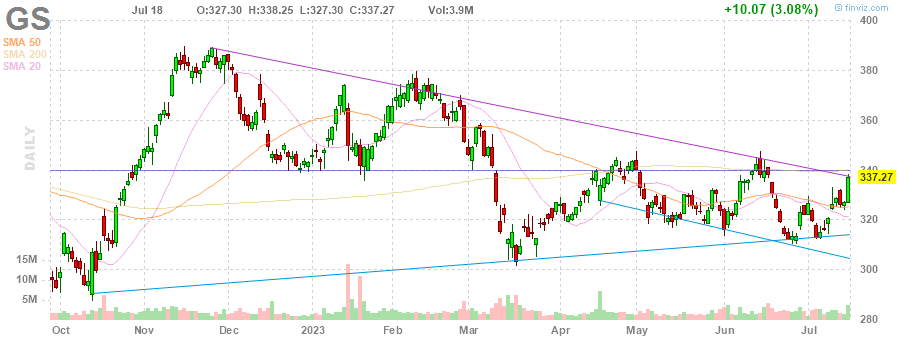 GS Jul 18 O:327.30 H:338.25 L:327.30 C:337.27 Vol:3.9M +10.07 (3.08%) © finviz.com
SMA 50
SMA 200
SMA 20
DAILY
400
380
360
340
337.27
320
300
280
15M
10M
5M
Oct Nov Dec 2023 Feb Mar Apr May Jun Jul